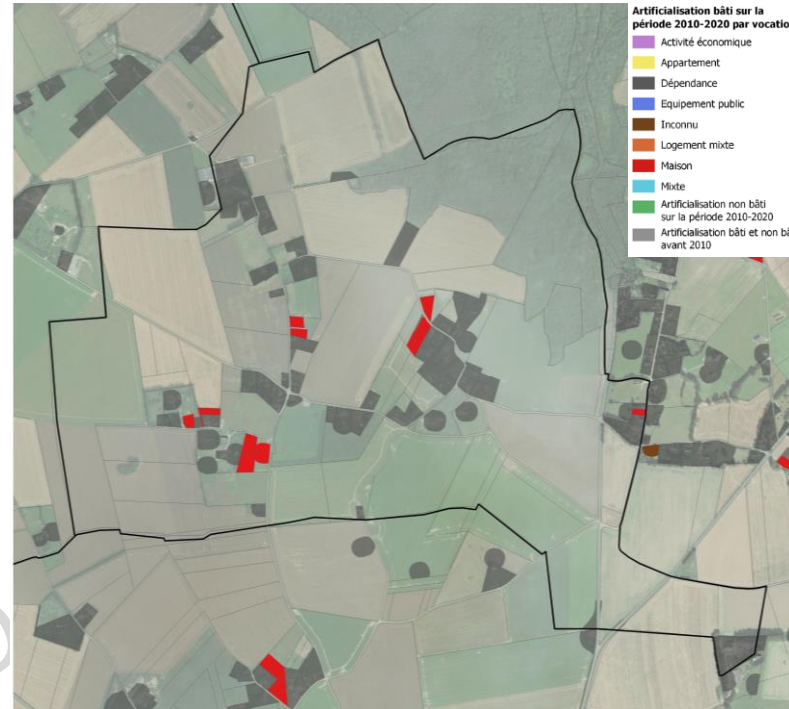 Artificialisation bâti sur la
période 2010-2020 par vocatio
Activité économique
Appartement
Dépendance
Equipement public
Inconnu
Logement mixte
Maison
Mixte
Artificialisation non bâti
sur la période 2010-2020
Artificialisation bâti et non bâ
avant 2010